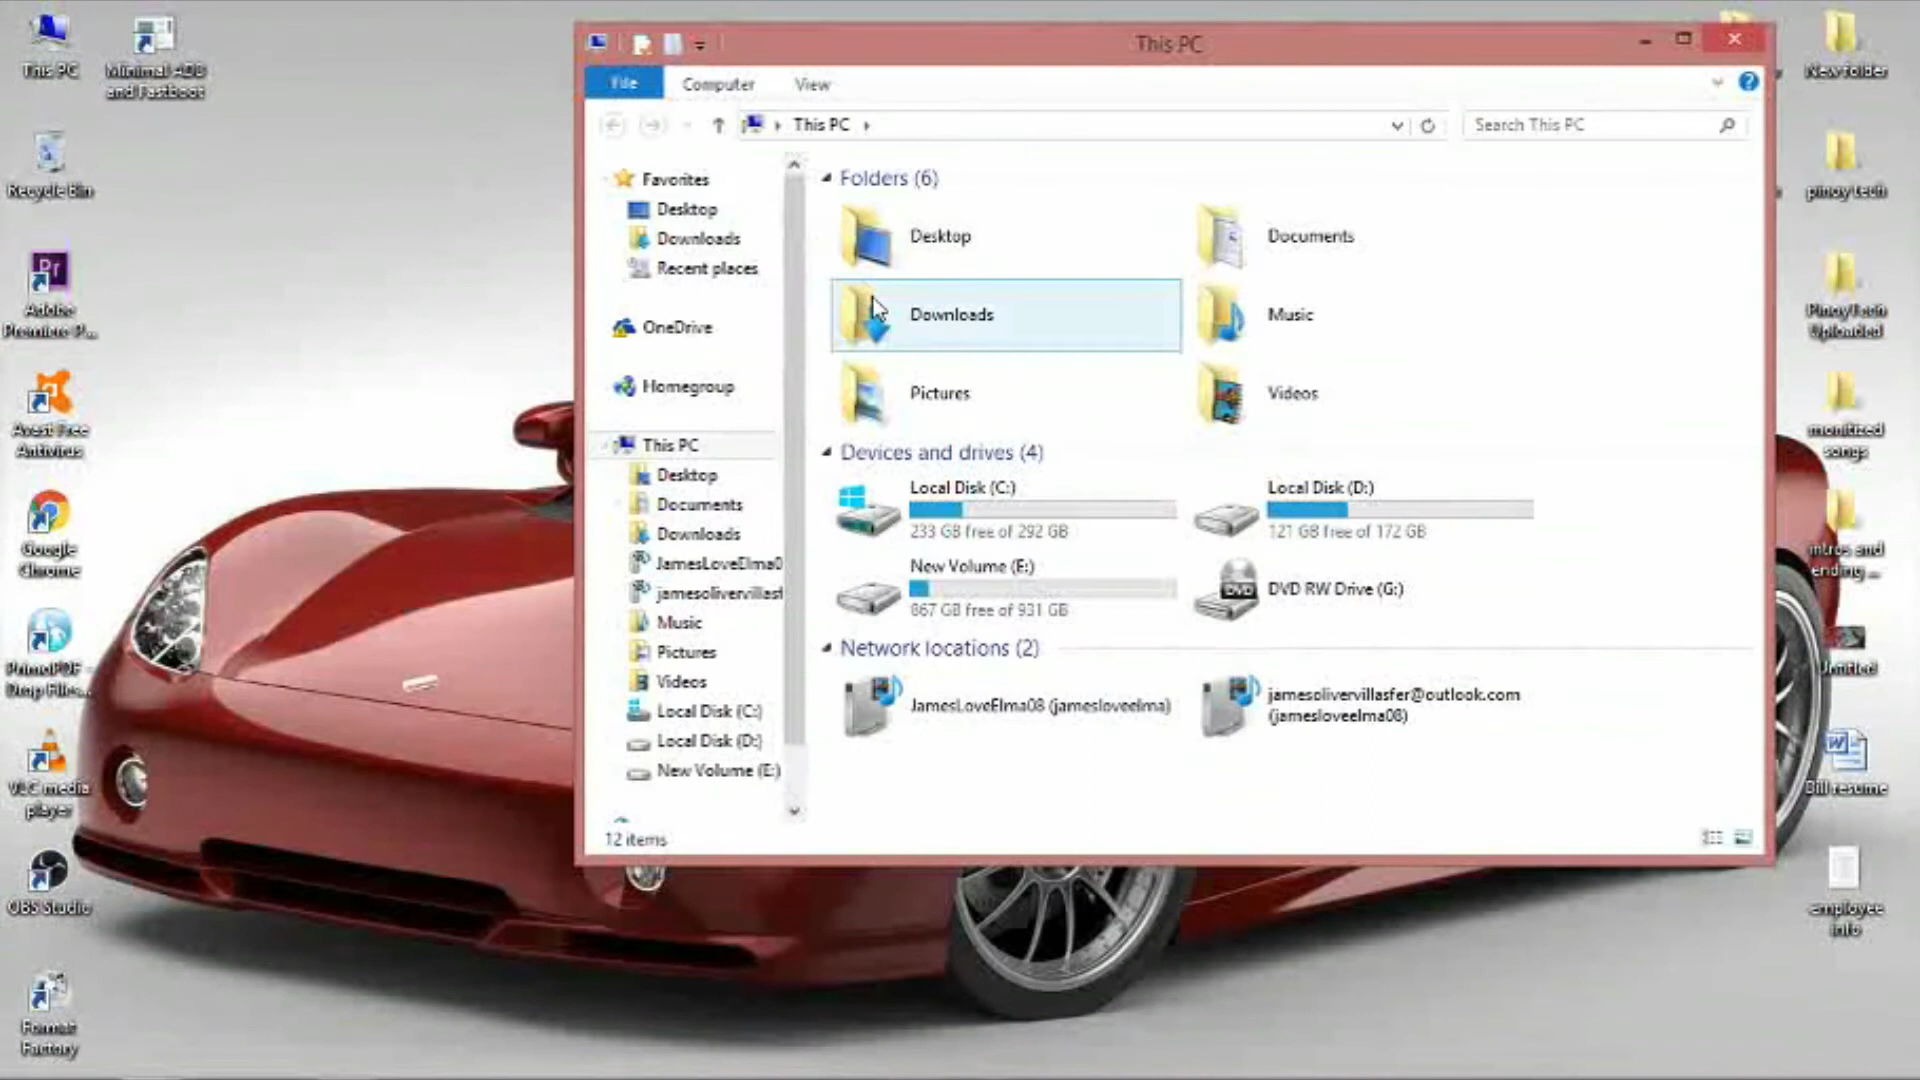 This PC
Minimal ADB
and Fastboot
Recycle Bin
Adobe
Premiere P...
Avast Free
Antivirus
Google
Chrome
PrimoPDF -
Drop Files...
VLC media
player
OBS Studio
Format
Factory
This PC
File
Computer
View
This PC
Search This PC
Favorites
Desktop
Downloads
Recent places
OneDrive
Homegroup
This PC
Desktop
Documents
Downloads
JamesLoveElma0
jamesolivervillasf
Music
Pictures
Videos
Local Disk (C:)
Local Disk (D:)
New Volume (E:)
Folders (6)
Desktop
Documents
Downloads
Music
Pictures
Videos
Devices and drives (4)
Local Disk (C:)
233 GB free of 292 GB
Local Disk (D:)
121 GB free of 172 GB
New Volume (E:)
867 GB free of 931 GB
DVD
DVD RW Drive (G:)
Network locations (2)
JamesLoveElma08 (jamesloveelma)
jamesolivervillasfer@outlook.com
(jamesloveelma08)
12 items
New folder
pinoy tech
PinoyTech
Uploaded
monitized
songs
intros and
ending ...
Untitled
Bill resume
employee
info